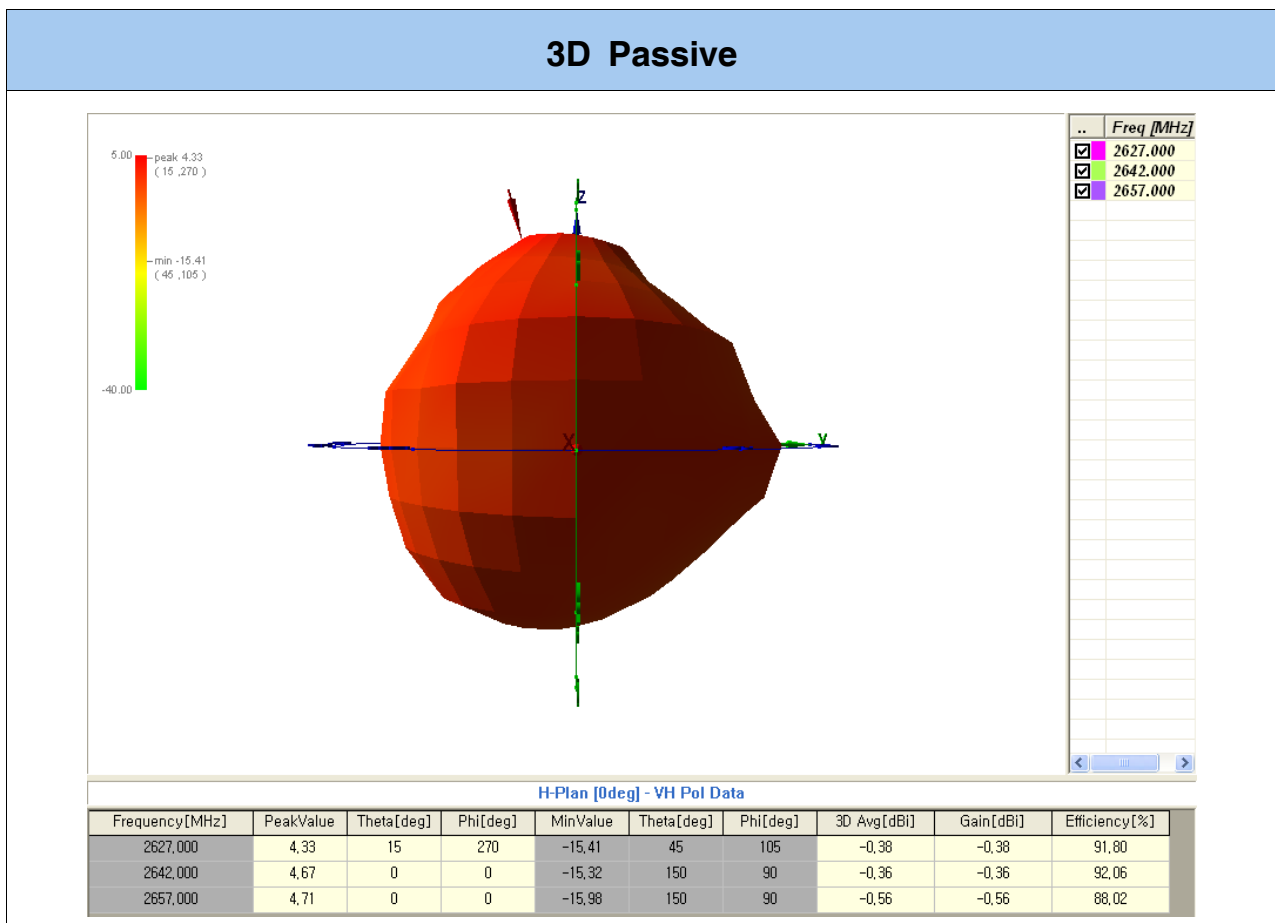 3D Passive
5.00
peak 4.33
( 15 ,270 )
min -15.41
( 45 ,105 )
-40.00
Z
X
Y
.. Freq [MHz]
2627.000
2642.000
2657.000
H-Plan [0deg] - VH Pol Data
Frequency[MHz] PeakValue Theta[deg] Phi[deg] MinValue Theta[deg] Phi[deg] 3D Avg[dBi] Gain[dBi] Efficiency[%]
2627,000 4,33 15 270 -15,41 45 105 -0,38 -0,38 91,80
2642,000 4,67 0 0 -15,32 150 90 -0,36 -0,36 92,06
2657,000 4,71 0 0 -15,98 150 90 -0,56 -0,56 88,02